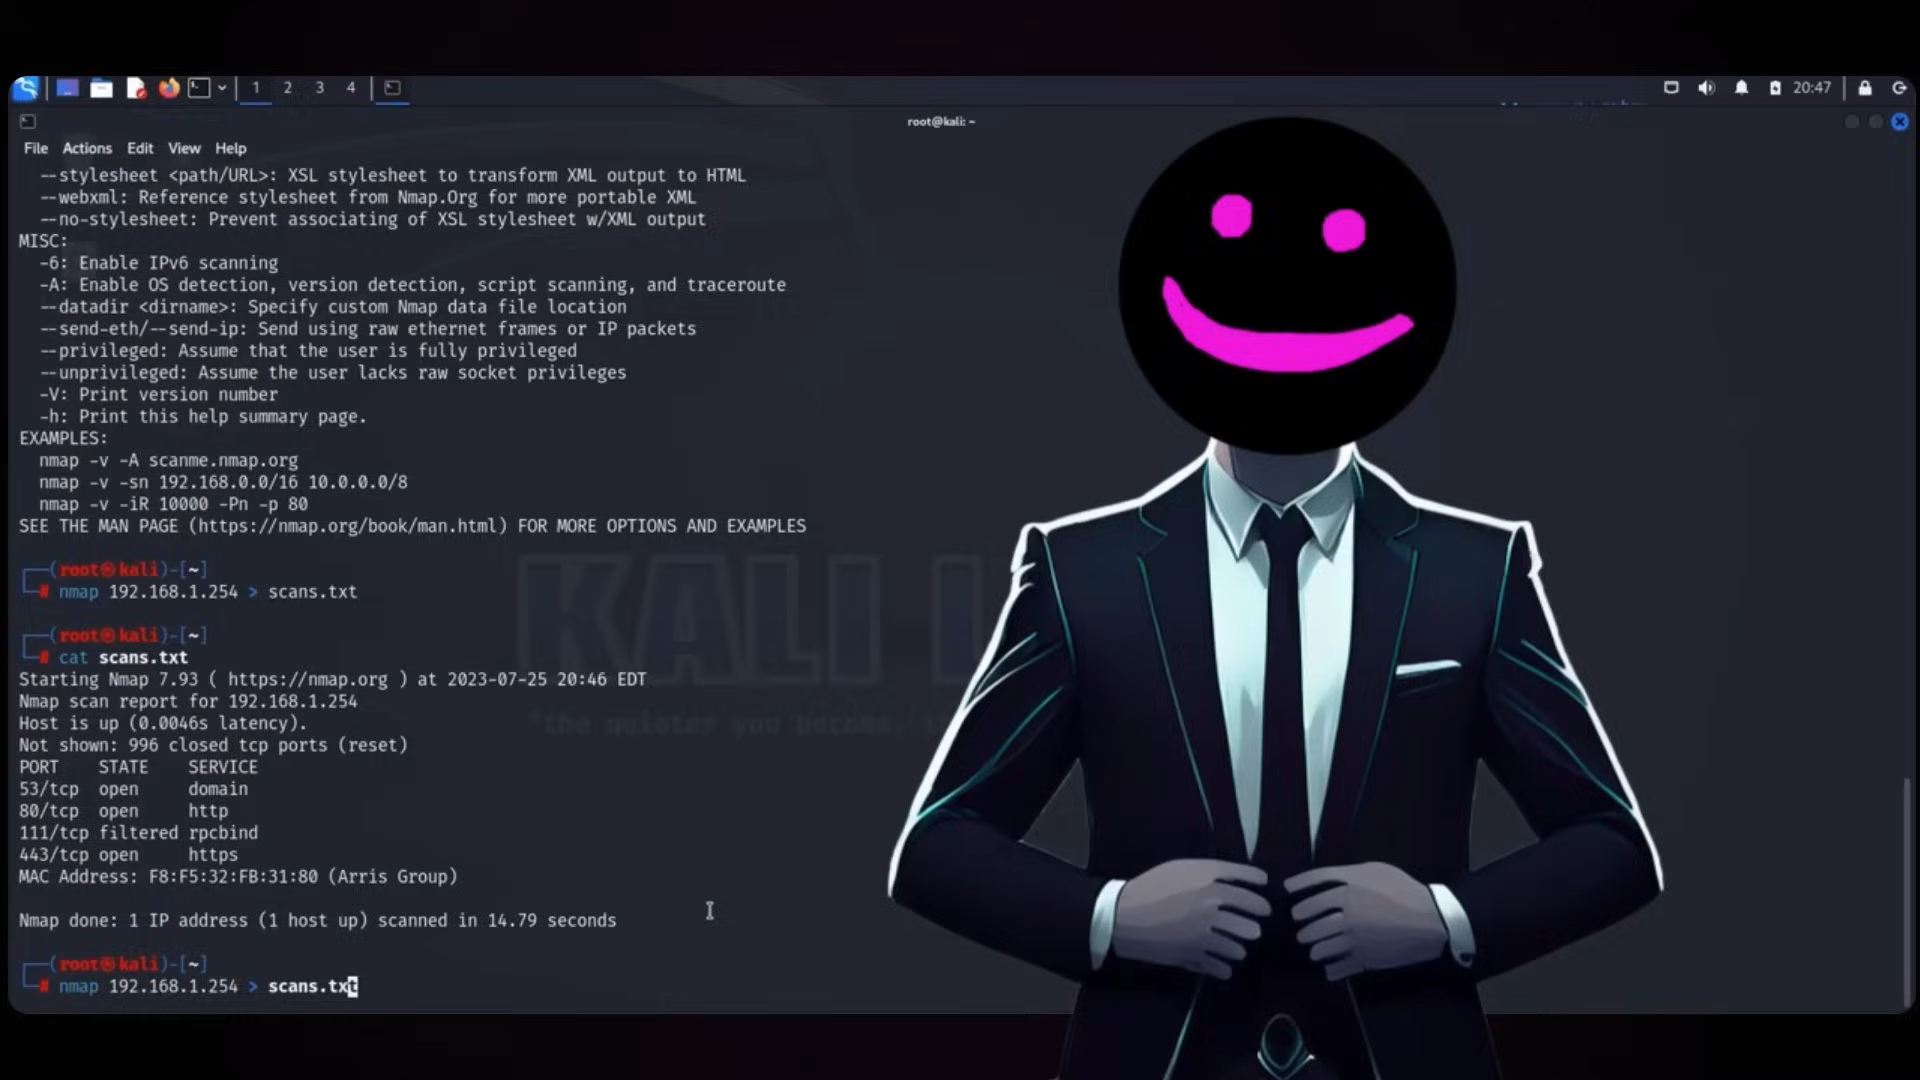 1 2 3 4
20:47
root@kali: ~
File Actions Edit View Help
--stylesheet <path/URL>: XSL stylesheet to transform XML output to HTML
--webxml: Reference stylesheet from Nmap.Org for more portable XML
--no-stylesheet: Prevent associating of XSL stylesheet w/XML output
MISC:
-6: Enable IPv6 scanning
-A: Enable OS detection, version detection, script scanning, and traceroute
--datadir <dirname>: Specify custom Nmap data file location
--send-eth/--send-ip: Send using raw ethernet frames or IP packets
--privileged: Assume that the user is fully privileged
--unprivileged: Assume the user lacks raw socket privileges
-V: Print version number
-h: Print this help summary page.
EXAMPLES:
nmap -v -A scanme.nmap.org
nmap -v -sn 192.168.0.0/16 10.0.0.0/8
nmap -v -iR 10000 -Pn -p 80
SEE THE MAN PAGE (https://nmap.org/book/man.html) FOR MORE OPTIONS AND EXAMPLES
(root㉿kali)-[~]
# nmap 192.168.1.254 > scans.txt
(root㉿kali)-[~]
# cat scans.txt
Starting Nmap 7.93 ( https://nmap.org ) at 2023-07-25 20:46 EDT
Nmap scan report for 192.168.1.254
Host is up (0.0046s latency).
Not shown: 996 closed tcp ports (reset)
PORT STATE SERVICE
53/tcp open domain
80/tcp open http
111/tcp filtered rpcbind
443/tcp open https
MAC Address: F8:F5:32:FB:31:80 (Arris Group)
Nmap done: 1 IP address (1 host up) scanned in 14.79 seconds
(root㉿kali)-[~]
# nmap 192.168.1.254 > scans.txt
KALI
"the quieter you become,